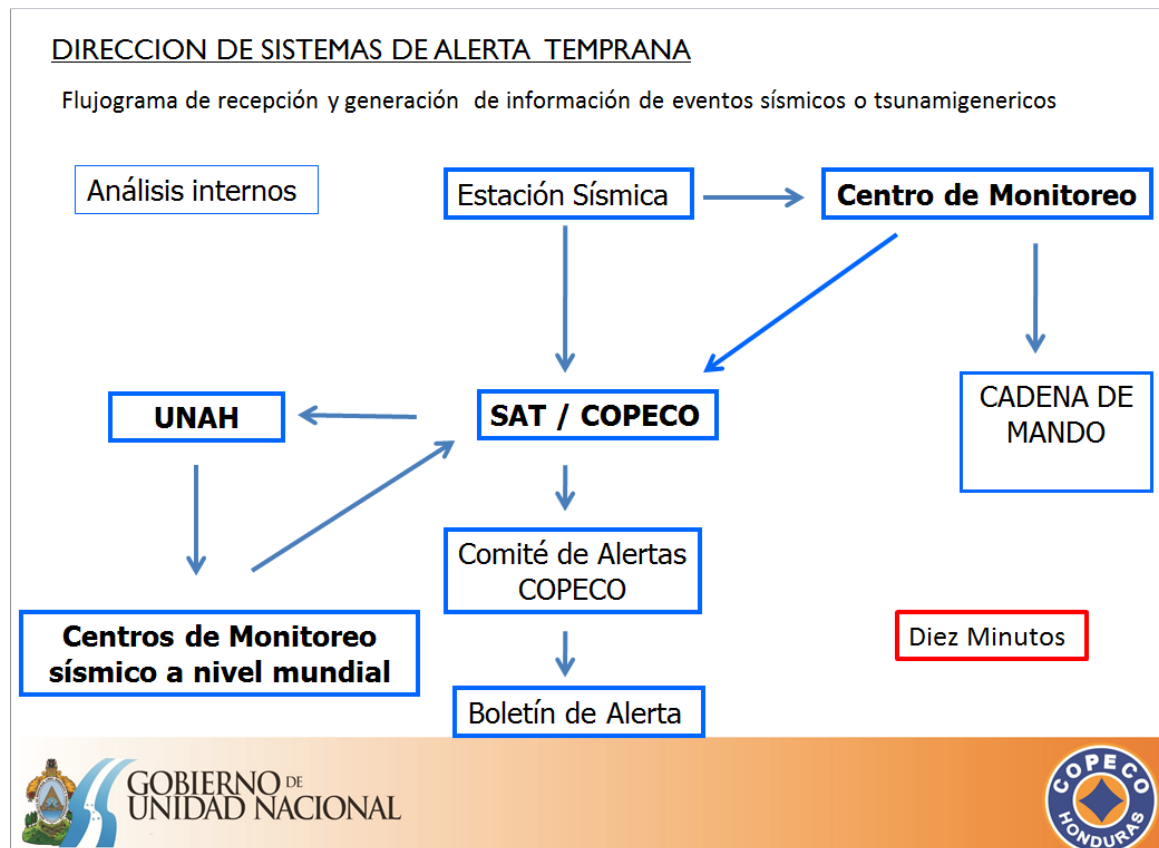 DIRECCION DE SISTEMAS DE ALERTA TEMPRANA
Flujograma de recepción y generación de información de eventos sísmicos o tsunamigenericos
Análisis internos
Estación Sísmica
Centro de Monitoreo
UNAH
SAT / COPECO
CADENA DE
MANDO
Comité de Alertas
COPECO
Centros de Monitoreo
sísmico a nivel mundial
Diez Minutos
Boletín de Alerta
GOBIERNO DE
UNIDAD NACIONAL
COPECO
HONDURAS